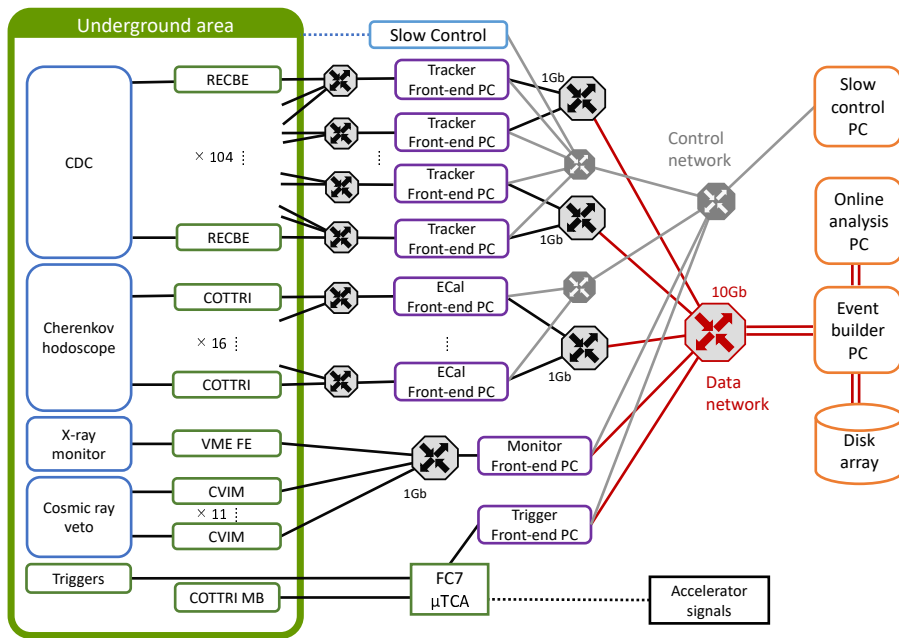 Underground area
Slow Control
CDC
RECBE
× 104
RECBE
Tracker
Front-end PC
Tracker
Front-end PC
Tracker
Front-end PC
Tracker
Front-end PC
1Gb
1Gb
Control
network
Slow
control
PC
Online
analysis
PC
Cherenkov
hodoscope
COTTRI
× 16
COTTRI
ECal
Front-end PC
ECal
Front-end PC
1Gb
10Gb
Data
network
Event
builder
PC
Disk
array
X-ray
monitor
VME FE
1Gb
Monitor
Front-end PC
Cosmic ray
veto
CVIM
× 11
CVIM
Trigger
Front-end PC
Triggers
COTTRI MB
FC7
μTCA
Accelerator
signals